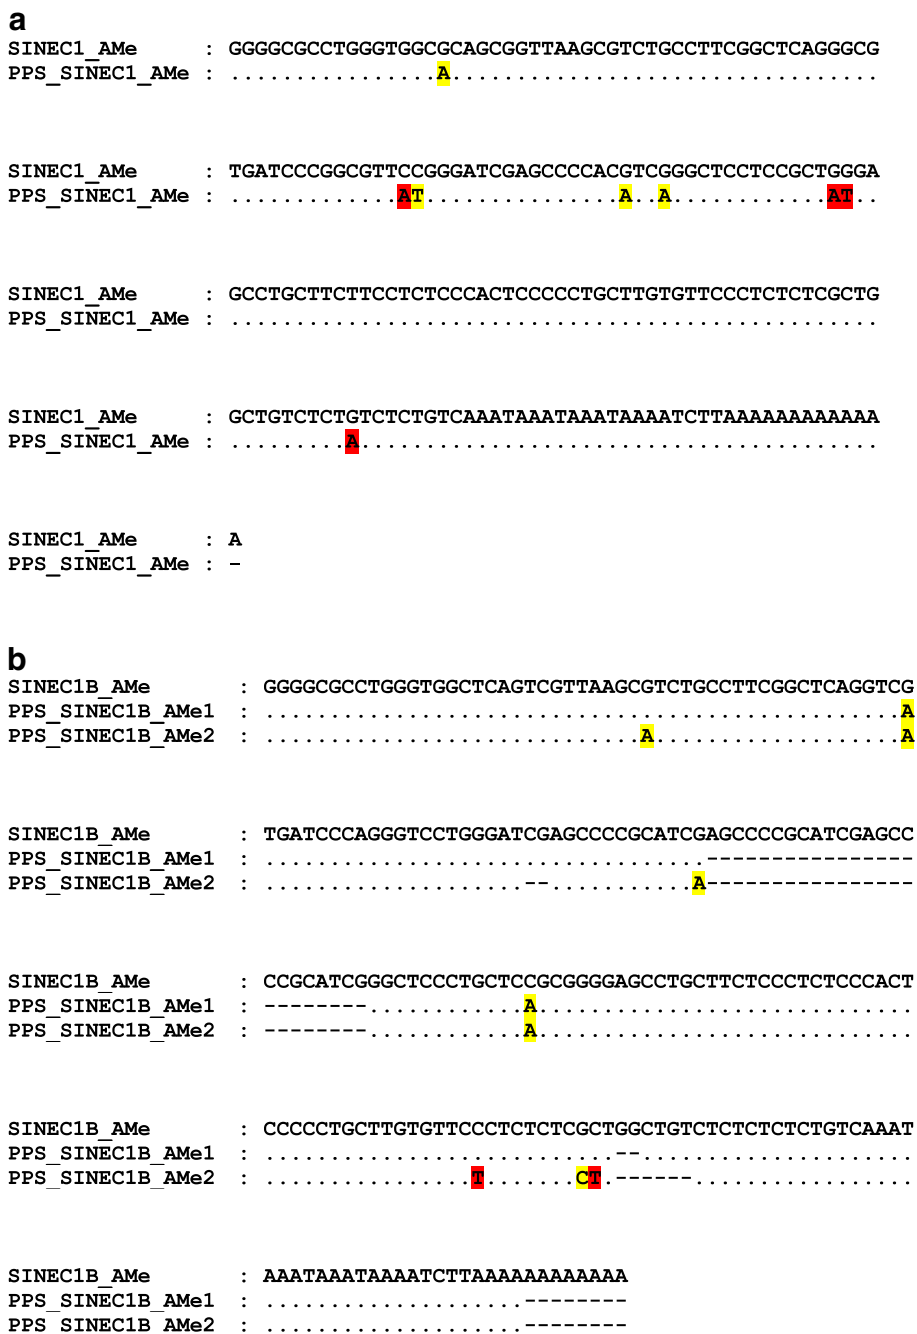 a
SINEC1_AMe : GGGGCGCCTGGGTGGCGCAGCGGTTAAGCGTCTGCCTTCGGCTCAGGGCG
PPS_SINEC1_AMe : ................A.................................
SINEC1_AMe : TGATCCCGGCGTTCCGGGATCGAGCCCCACGTCGGGCTCCTCCGCTGGGA
PPS_SINEC1_AMe : .............AT...............A..A............AT..
SINEC1_AMe : GCCTGCTTCTTCCTCTCCCACTCCCCCTGCTTGTGTTCCCTCTCTCGCTG
PPS_SINEC1_AMe : ..................................................
SINEC1_AMe : GCTGTCTCTGTCTCTGTCAAATAAATAAATAAAATCTTAAAAAAAAAAAA
PPS_SINEC1_AMe : .........A........................................
SINEC1_AMe : A
PPS_SINEC1_AMe : -
b
SINEC1B_AMe : GGGGCGCCTGGGTGGCTCAGTCGTTAAGCGTCTGCCTTCGGCTCAGGTCG
PPS_SINEC1B_AMe1 : .................................................A
PPS_SINEC1B_AMe2 : .............................A...................A
SINEC1B_AMe : TGATCCCAGGGTCCTGGGATCGAGCCCCGCATCGAGCCCCGCATCGAGCC
PPS_SINEC1B_AMe1 : ..................................----------------
PPS_SINEC1B_AMe2 : ....................--...........A----------------
SINEC1B_AMe : CCGCATCGGGCTCCCTGCTCCGCGGGGAGCCTGCTTCTCCCTCTCCCACT
PPS_SINEC1B_AMe1 : --------............A.............................
PPS_SINEC1B_AMe2 : --------............A.............................
SINEC1B_AMe : CCCCCTGCTTGTGTTCCCTCTCTCGCTGGCTGTCTCTCTCTCTGTCAAAT
PPS_SINEC1B_AMe1 : ...........................--.....................
PPS_SINEC1B_AMe2 : ................T.......CT.------.................
SINEC1B_AMe : AAATAAATAAAATCTTAAAAAAAAAAAA
PPS_SINEC1B_AMe1 : ....................--------
PPS_SINEC1B_AMe2 : ....................--------